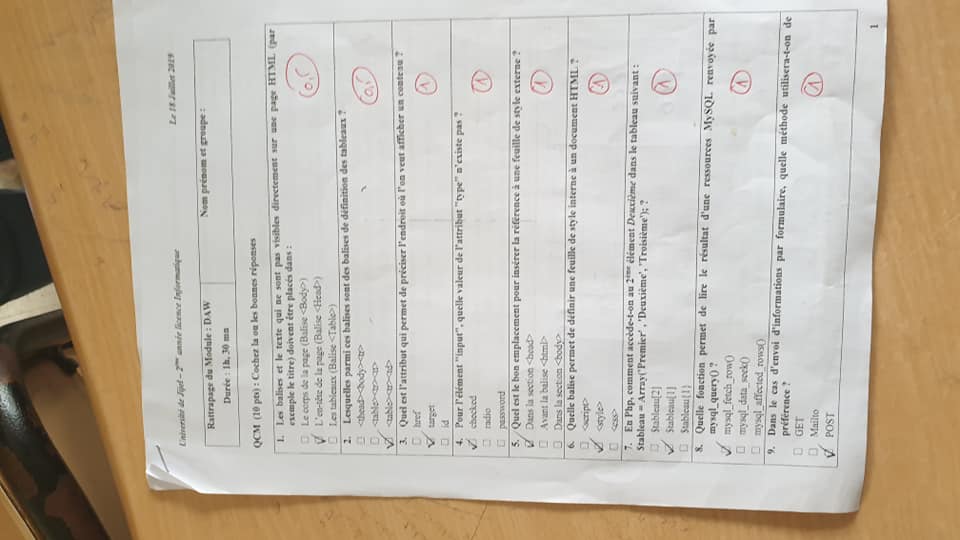 Université de Jijel – 2ème année licence Informatique
Le 18 Juillet 2019
Rattrapage du Module : DAW
Durée : 1h, 30 mn
Nom prénom et groupe :
QCM (10 pts) : Cochez la ou les bonnes réponses
1. Les balises et le texte qui ne sont pas visibles directement sur une page HTML (par
exemple le titre) doivent être placés dans :
Le corps de la page (Balise <Body>)
L'en-tête de la page (Balise <Head>)
Les tableaux (Balise <Table>)
0,5
2. Lesquelles parmi ces balises sont des balises de définition des tableaux ?
<thead><body><tr>
<table><tr><tt>
<table><tr><td>
0,5
3. Quel est l'attribut qui permet de préciser l'endroit où l'on veut afficher un contenu ?
href
target
id
1
4. Pour l'élément "input", quelle valeur de l'attribut "type" n'existe pas ?
checked
radio
password
1
5. Quel est le bon emplacement pour insérer la référence à une feuille de style externe ?
Dans la section <head>
Avant la balise <html>
Dans la section <body>
1
6. Quelle balise permet de définir une feuille de style interne à un document HTML ?
<script>
<style>
<css>
1
7. En Php, comment accède-t-on au 2ème élément Deuxième dans le tableau suivant :
$tableau = Array('Premier' , 'Deuxième', 'Troisième'); ?
$tableau[2]
$tableau[1]
$tableau{1}
1
8. Quelle fonction permet de lire le résultat d'une ressources MySQL renvoyée par
mysql_query() ?
mysql_fetch_row()
mysql_data_seek()
mysql_affected_rows()
1
9. Dans le cas d'envoi d'informations par formulaire, quelle méthode utilisera-t-on de
préférence ?
GET
Mailto
POST
1
1